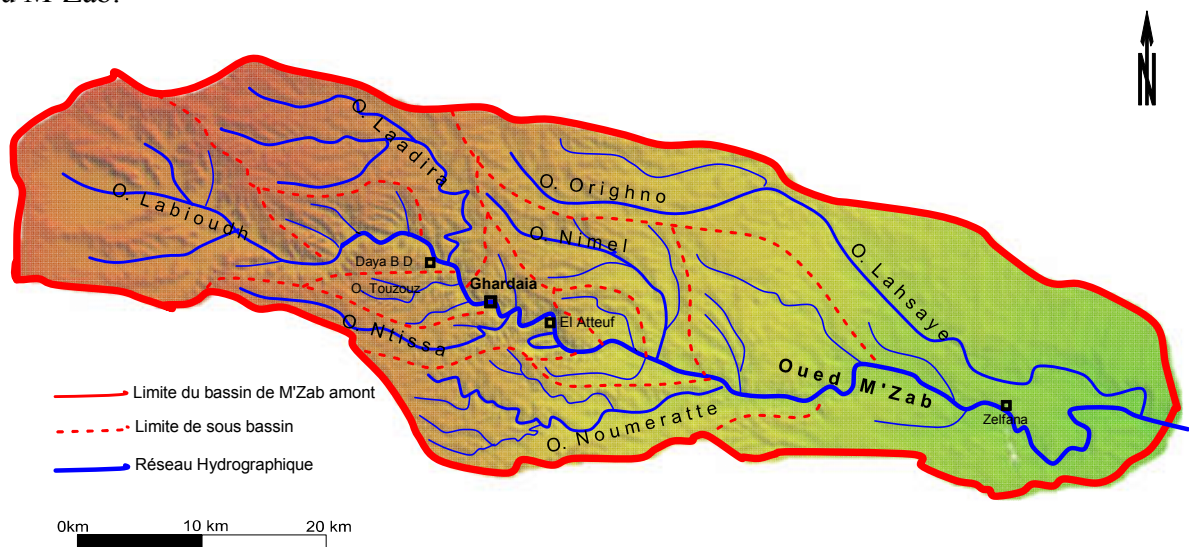 u M'Zab.
N
O. Laadira
O. Orighno
O. Labioudh
O. Nimel
Daya B D
O. Touzouz
Ghardaia
O. Lahsaye
O. Ntissa
El Atteuf
Oued M'Zab
Zelfana
O. Noumeratte
Limite du bassin de M'Zab amont
Limite de sous bassin
Réseau Hydrographique
0km 10 km 20 km